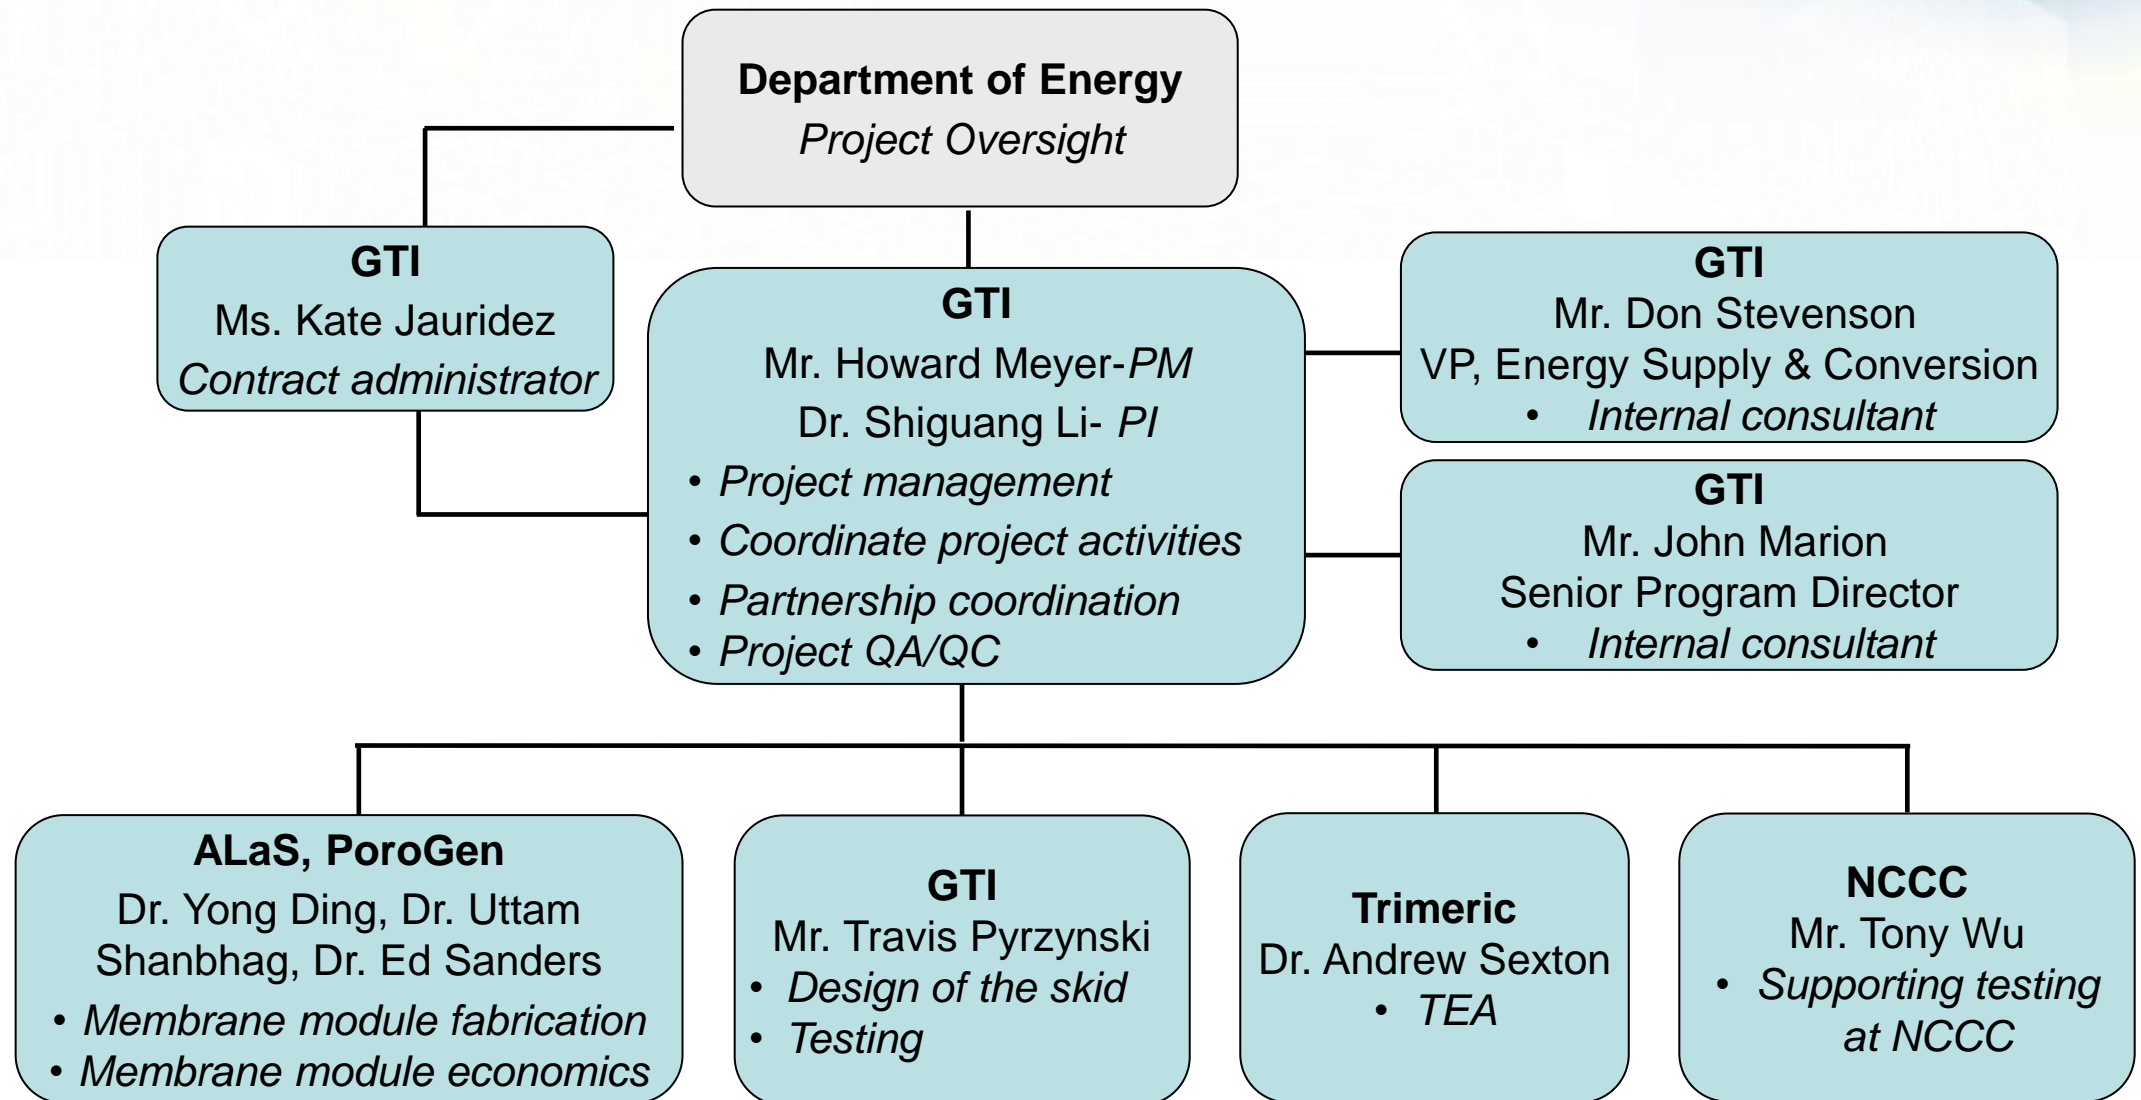 Department of Energy
Project Oversight
GTI
Ms. Kate Jauridez
Contract administrator
GTI
Mr. Howard Meyer-PM
Dr. Shiguang Li- PI
• Project management
• Coordinate project activities
• Partnership coordination
• Project QA/QC
GTI
Mr. Don Stevenson
VP, Energy Supply & Conversion
• Internal consultant
GTI
Mr. John Marion
Senior Program Director
• Internal consultant
ALaS, PoroGen
Dr. Yong Ding, Dr. Uttam
Shanbhag, Dr. Ed Sanders
• Membrane module fabrication
• Membrane module economics
GTI
Mr. Travis Pyrzynski
• Design of the skid
• Testing
Trimeric
Dr. Andrew Sexton
• TEA
NCCC
Mr. Tony Wu
• Supporting testing
at NCCC